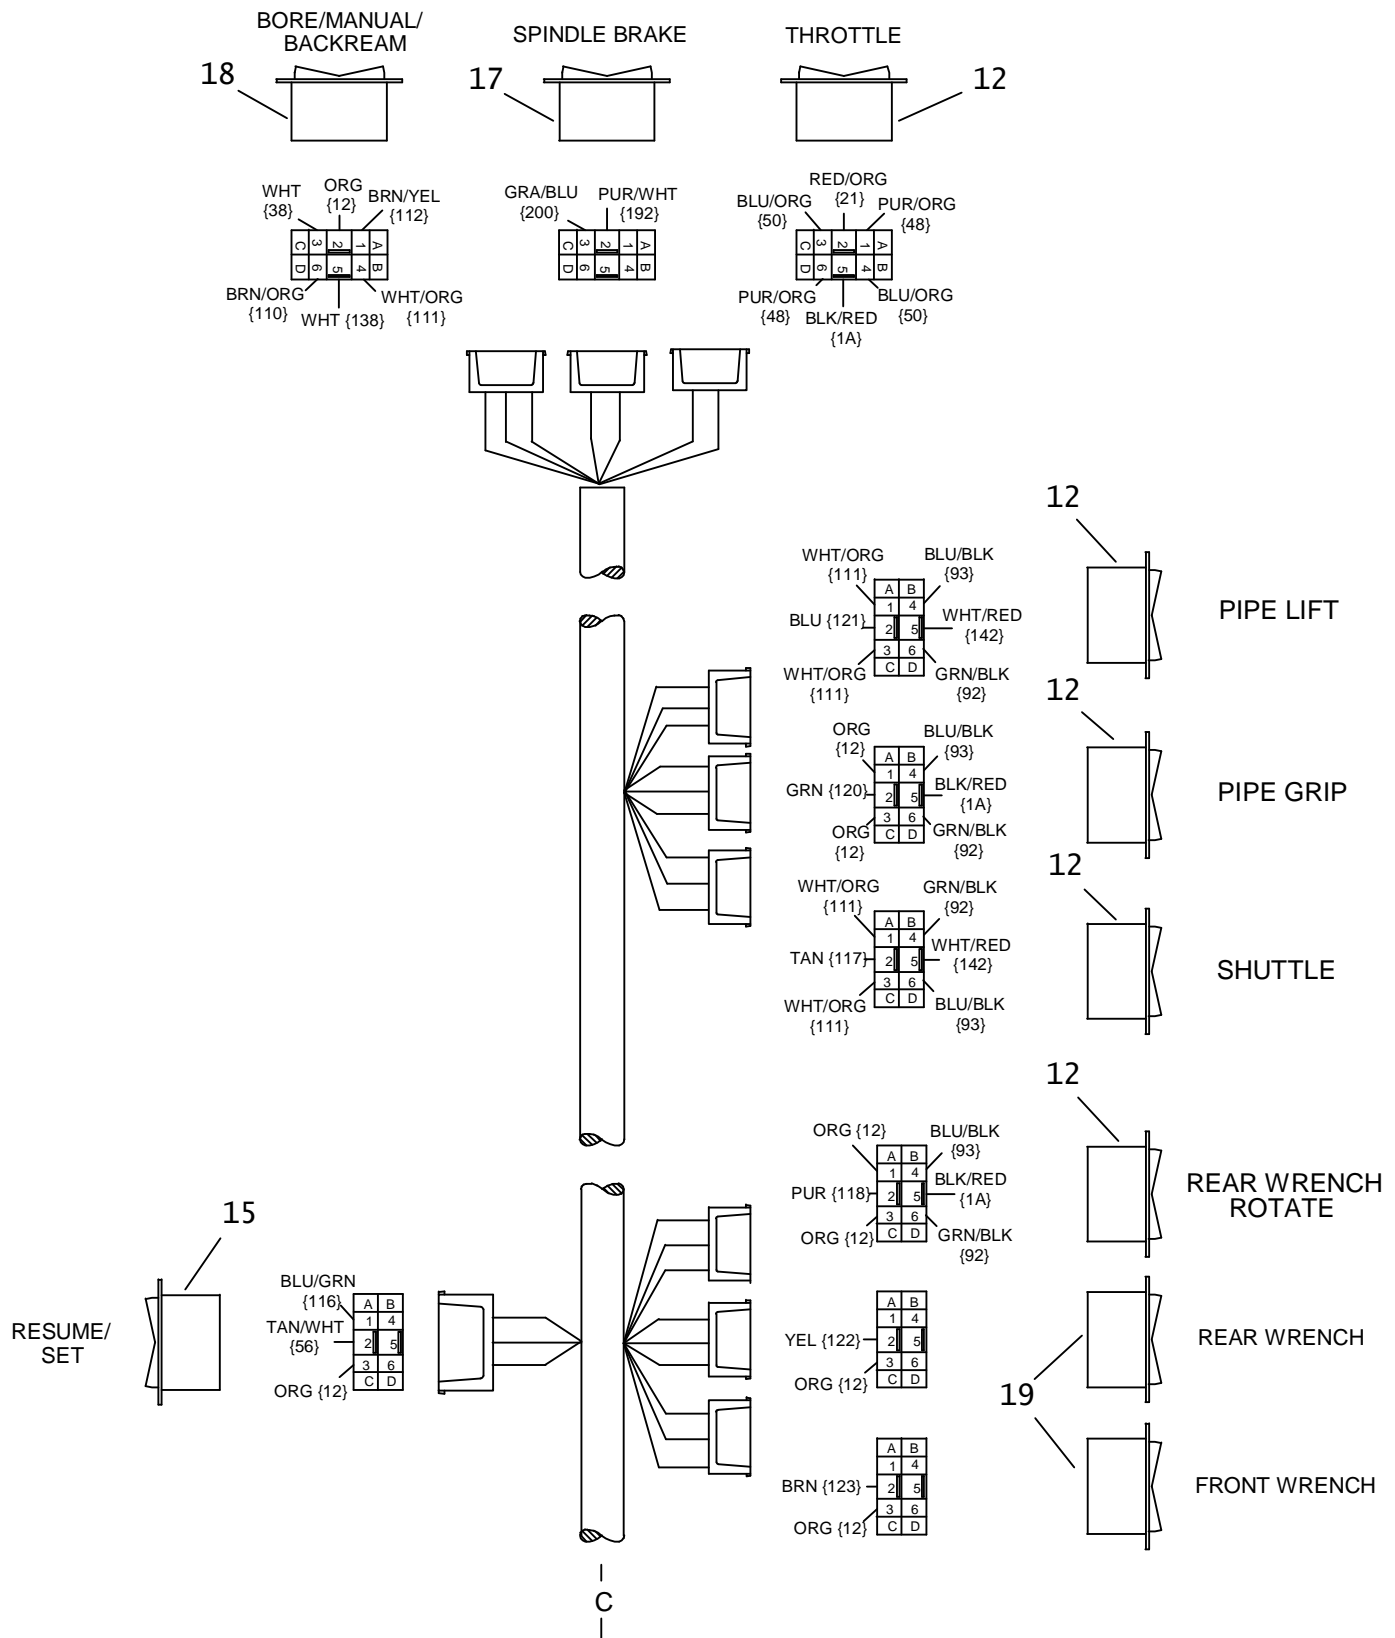 BORE/MANUAL/
BACKREAM
SPINDLE BRAKE
THROTTLE
18
17
12
WHT
{38}
ORG
{12}
BRN/YEL
{112}
C 3 2 1 A
D 6 5 4 B
BRN/ORG
{110}
WHT {138}
WHT/ORG
{111}
GRA/BLU
{200}
PUR/WHT
{192}
C 3 2 1 A
D 6 5 4 B
BLU/ORG
{50}
RED/ORG
{21}
PUR/ORG
{48}
C 3 2 1 A
D 6 5 4 B
PUR/ORG
{48}
BLK/RED
{1A}
BLU/ORG
{50}
12
WHT/ORG
{111}
BLU/BLK
{93}
A B
1 4
BLU {121}
2 5
WHT/RED
{142}
3 6
C D
WHT/ORG
{111}
GRN/BLK
{92}
PIPE LIFT
12
ORG
{12}
BLU/BLK
{93}
A B
1 4
GRN {120}
2 5
BLK/RED
{1A}
3 6
C D
ORG
{12}
GRN/BLK
{92}
PIPE GRIP
12
WHT/ORG
{111}
GRN/BLK
{92}
A B
1 4
TAN {117}
2 5
WHT/RED
{142}
3 6
C D
WHT/ORG
{111}
BLU/BLK
{93}
SHUTTLE
12
ORG {12}
BLU/BLK
{93}
A B
1 4
PUR {118}
2 5
BLK/RED
{1A}
3 6
C D
ORG {12}
GRN/BLK
{92}
REAR WRENCH
ROTATE
15
RESUME/
SET
BLU/GRN
{116}
A B
1 4
TAN/WHT
{56}
2 5
3 6
C D
ORG {12}
A B
1 4
YEL {122}
2 5
3 6
C D
ORG {12}
REAR WRENCH
19
A B
1 4
BRN {123}
2 5
3 6
C D
ORG {12}
FRONT WRENCH
C